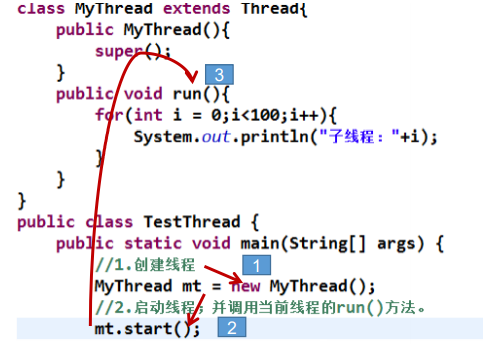 class MyThread extends Thread{
public MyThread(){
super();
}
3
public void run(){
for(int i = 0;i<100;i++){
System.out.println("子线程："+i);
}
}
}
public class TestThread {
public static void main(String[] args) {
//1.创建线程
1
MyThread mt = new MyThread();
//2.启动线程；并调用当前线程的run()方法。
mt.start();
2